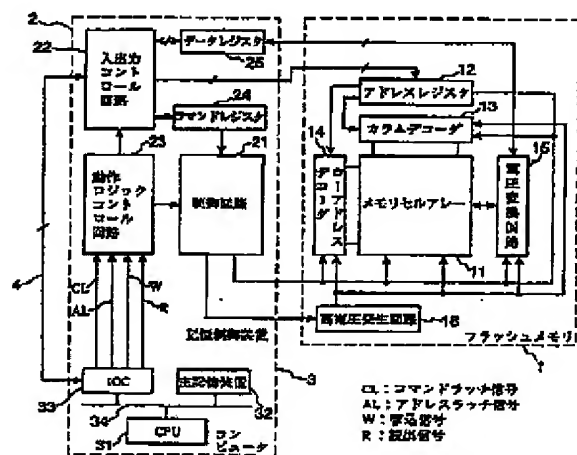 2
22
入出力
コント
ロール
回路
データレジスタ
25
24
コマンドレジスタ
23
動作
ロジック
コント
ロール
回路
21
制御回路
4
CL
AL
W
R
記憶制御装置
IOC
33
34
主記憶装置
32
3
CPU
31
コン
ピュータ
12
アドレスレジスタ
13
カラムデコーダ
14
ロウアドレス
デコーダ
メモリセルアレー
11
15
電圧変換回路
高電圧発生回路
16
フラッシュメモリ
1
CL:コマンドラッチ信号
AL:アドレスラッチ信号
W:書込信号
R:読出信号